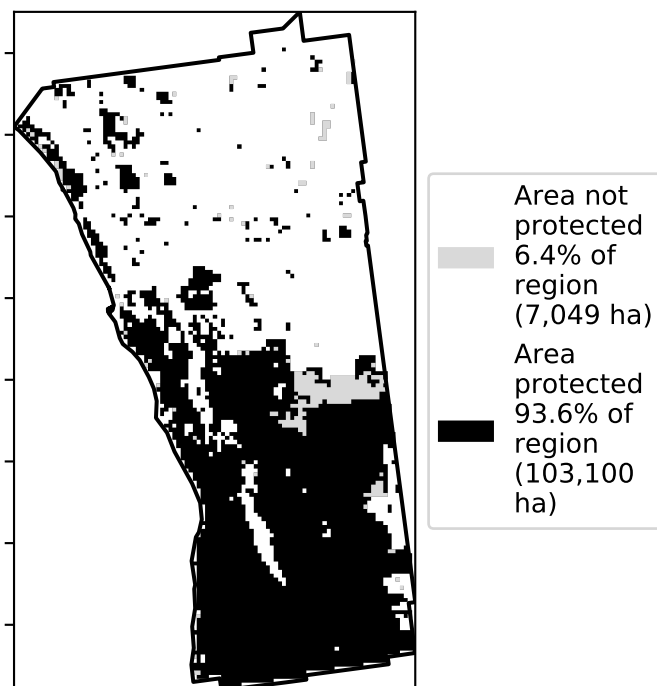 Area not
protected
6.4% of
region
(7,049 ha)
Area
protected
93.6% of
region
(103,100
ha)